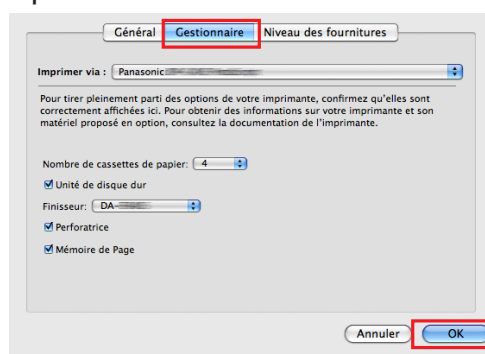 Général Gestionnaire Niveau des fournitures
Imprimer via : Panasonic
Pour tirer pleinement parti des options de votre imprimante, confirmez qu'elles sont
correctement affichées ici. Pour obtenir des informations sur votre imprimante et son
matériel proposé en option, consultez la documentation de l'imprimante.
Nombre de cassettes de papier: 4
Unité de disque dur
Finisseur: DA-
Perforatrice
Mémoire de Page
Annuler OK